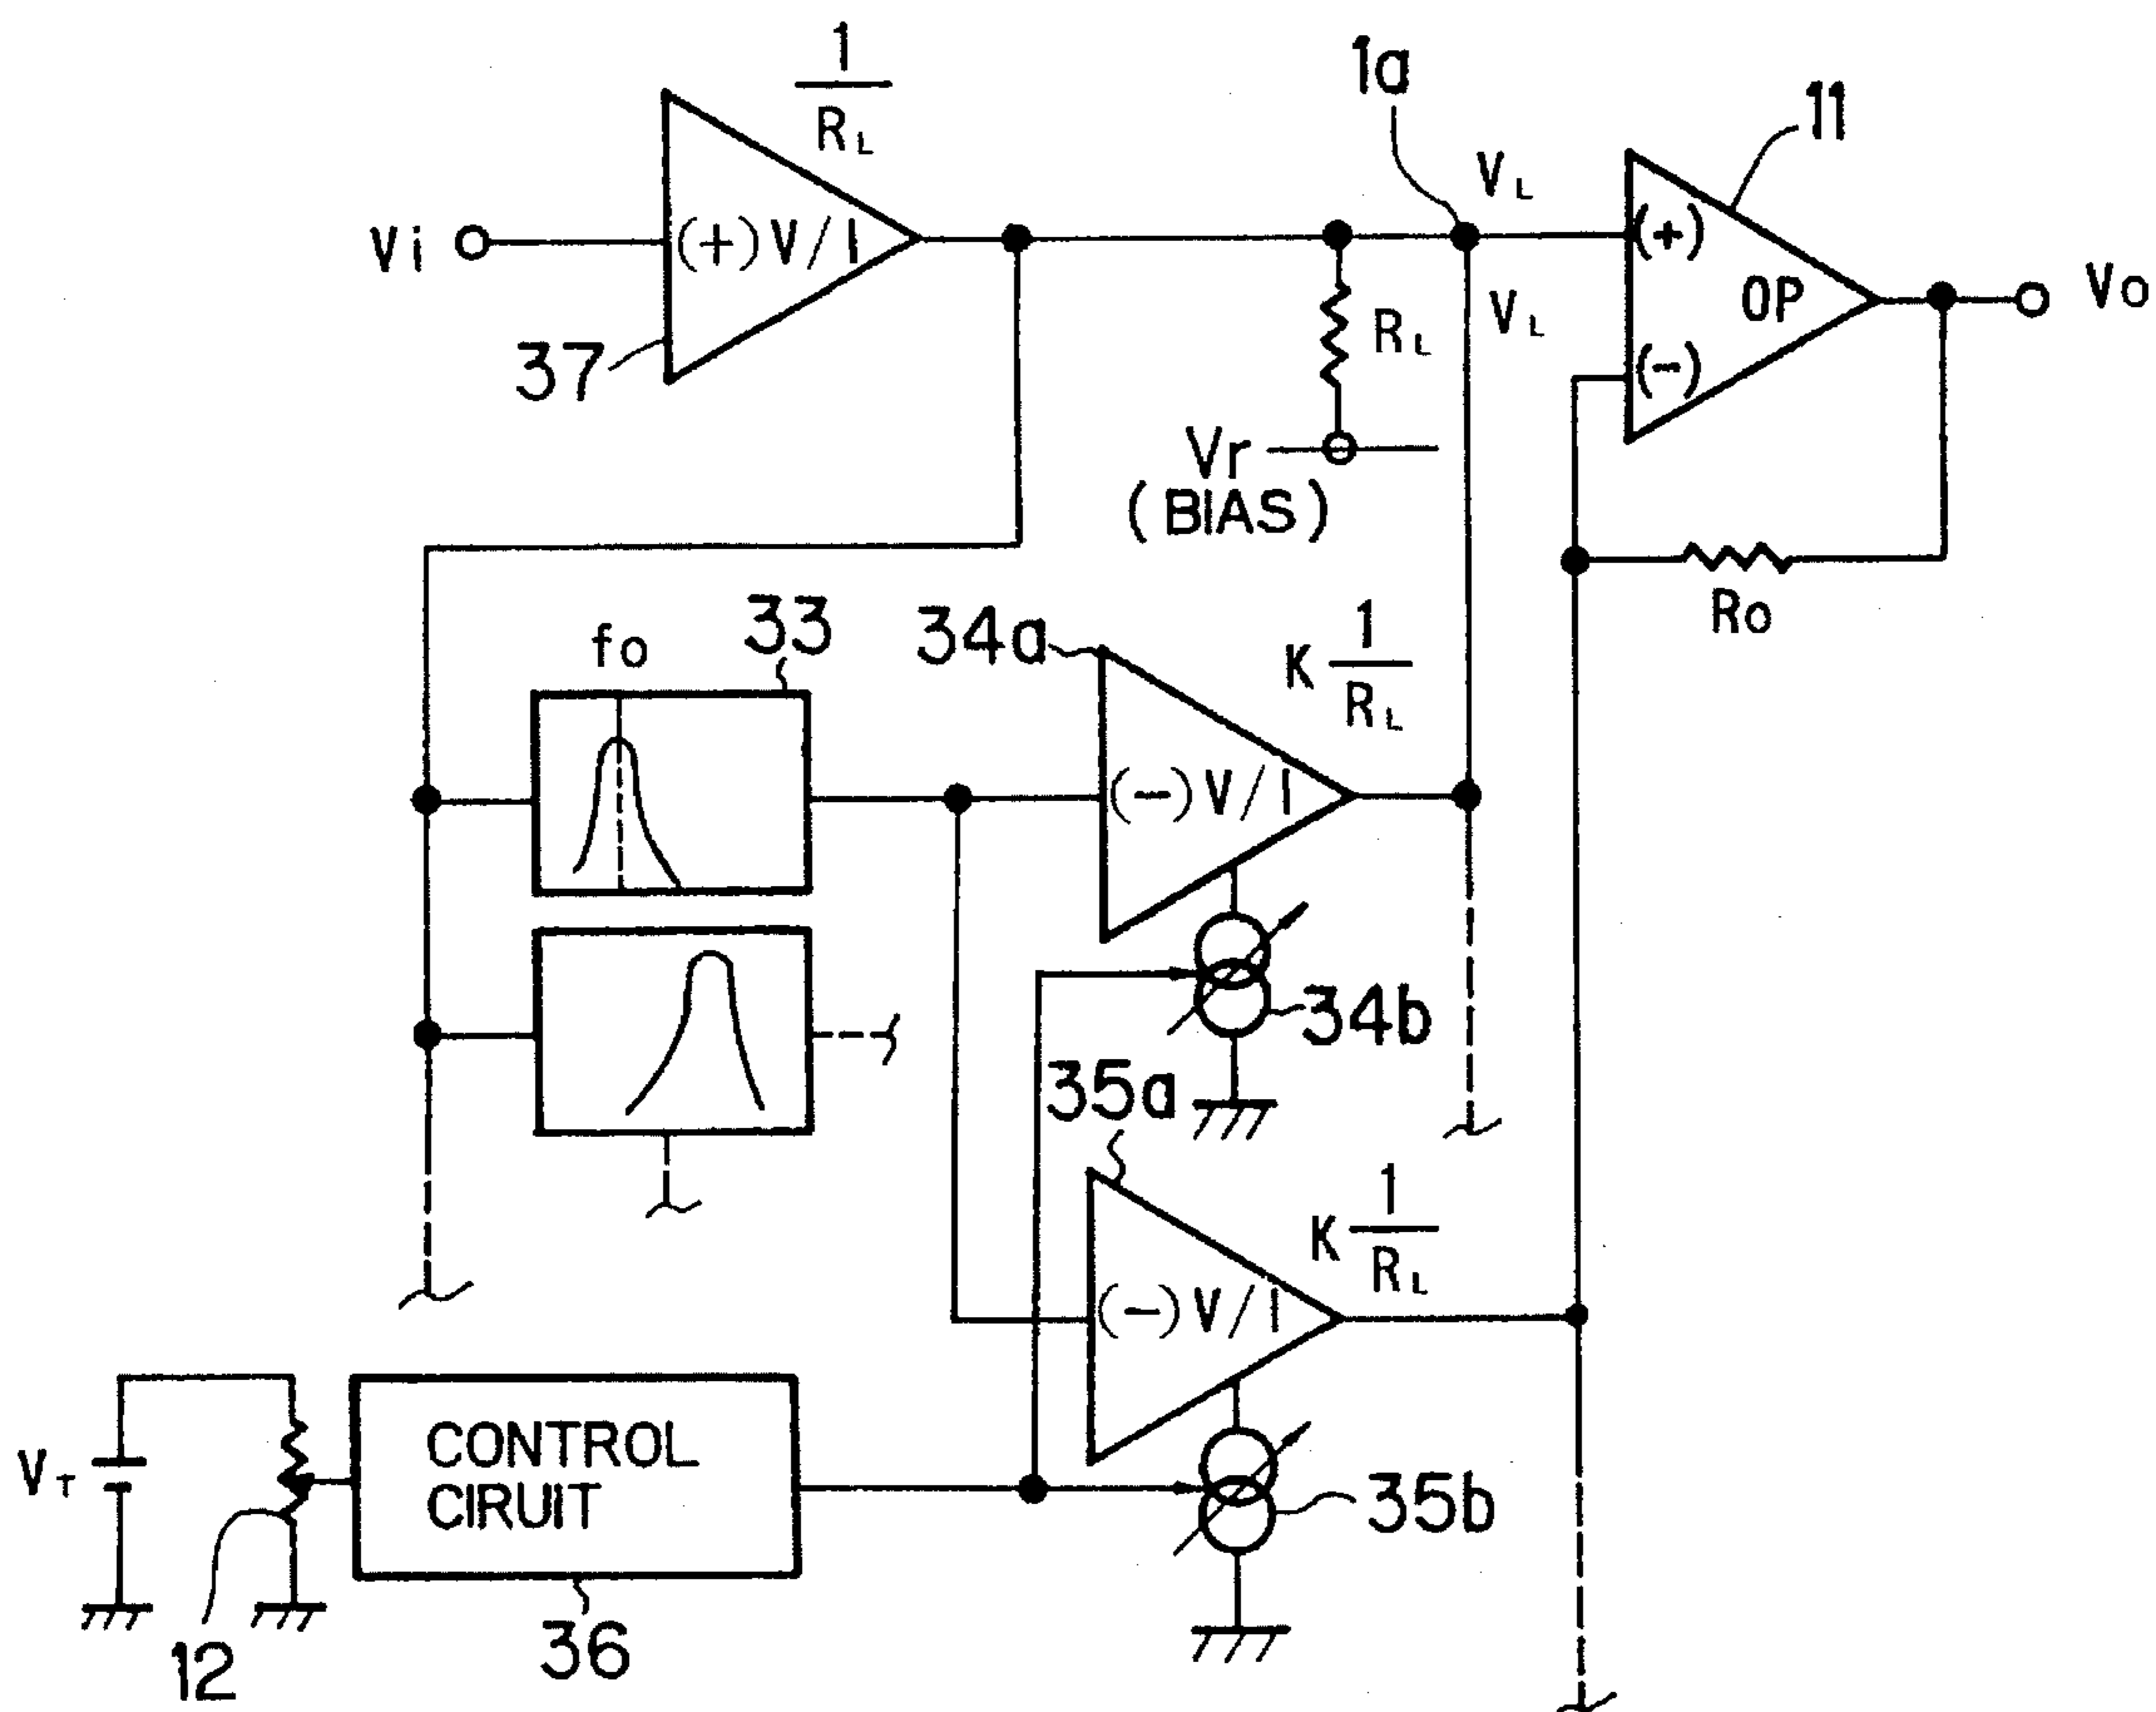 1
RL
1a
11
VL
Vi
(+) V/I
(+)
OP
Vo
VL
RL
37
(-)
Vr
(BIAS)
Ro
fo
33
34a
K 1
RL
(-) V/I
34b
35a
K 1
RL
(-) V/I
VT
CONTROL
CIRUIT
35b
12
36